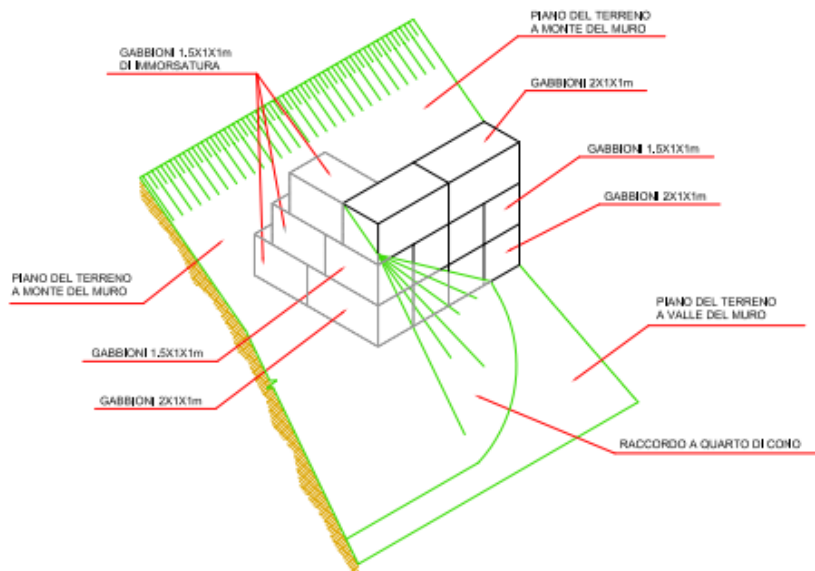 PIANO DEL TERRENO
A MONTE DEL MURO
GABBIONI 1.5X1X1m
DI IMMORSATURA
GABBIONI 2X1X1m
GABBIONI 1.5X1X1m
GABBIONI 2X1X1m
PIANO DEL TERRENO
A MONTE DEL MURO
PIANO DEL TERRENO
A VALLE DEL MURO
GABBIONI 1.5X1X1m
GABBIONI 2X1X1m
RACCORDO A QUARTO DI CONO